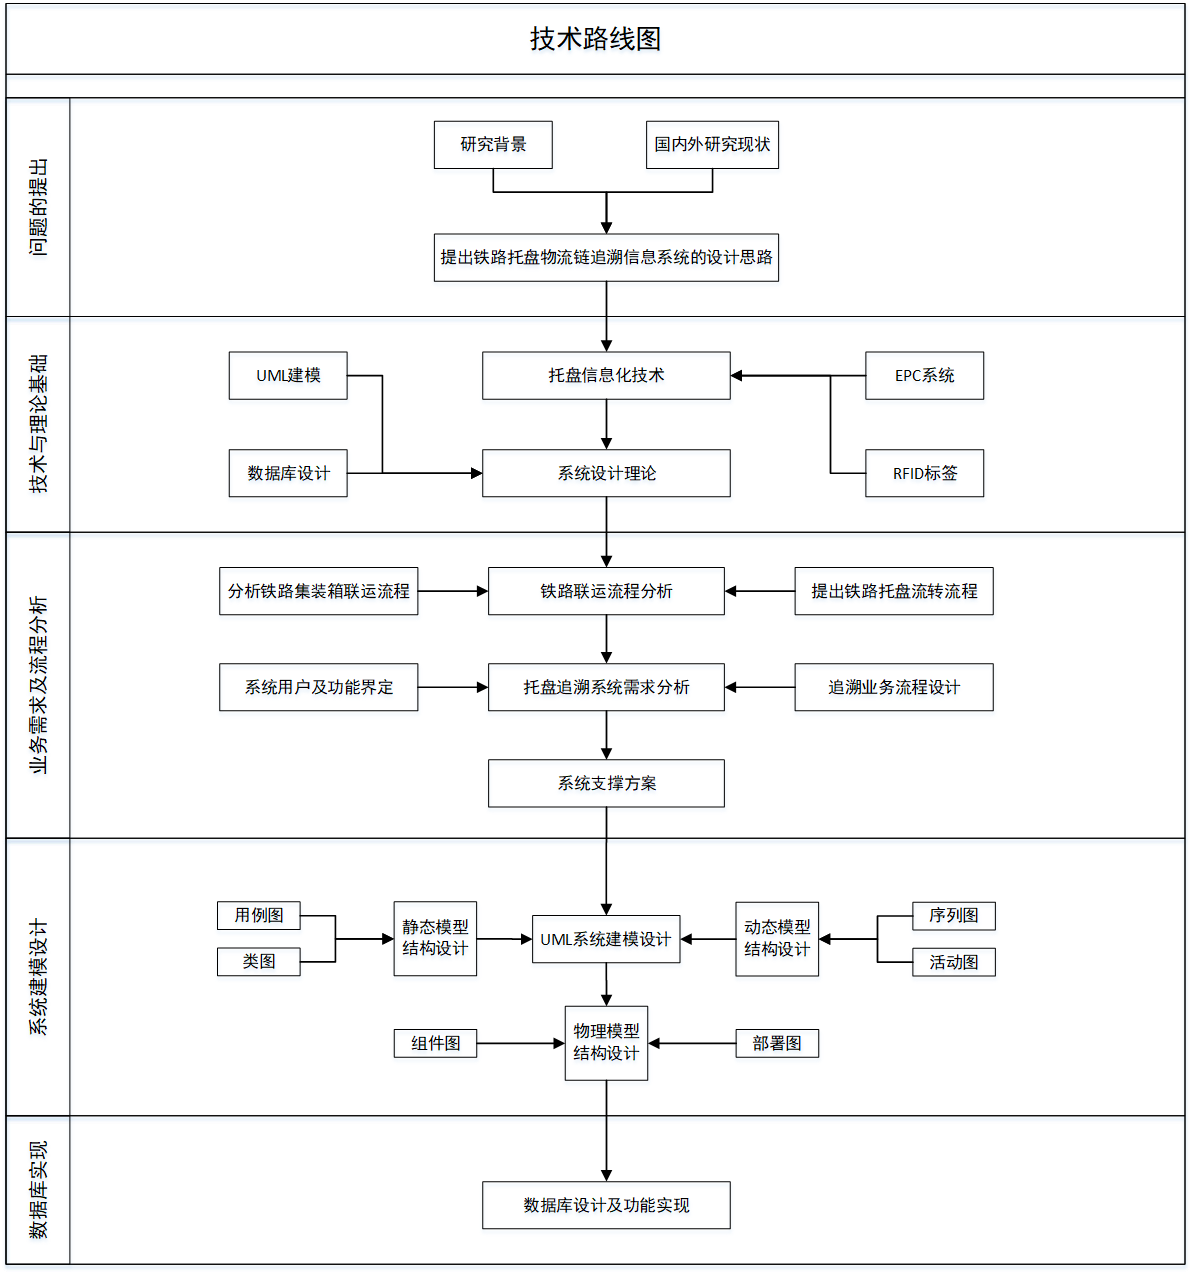 技术路线图
问题的提出
研究背景
国内外研究现状
提出铁路托盘物流链追溯信息系统的设计思路
技术与理论基础
UML建模
托盘信息化技术
EPC系统
数据库设计
系统设计理论
RFID标签
业务需求及流程分析
分析铁路集装箱联运流程
铁路联运流程分析
提出铁路托盘流转流程
系统用户及功能界定
托盘追溯系统需求分析
追溯业务流程设计
系统支撑方案
系统建模设计
用例图
类图
静态模型
结构设计
UML系统建模设计
动态模型
结构设计
序列图
活动图
组件图
物理模型
结构设计
部署图
数据库实现
数据库设计及功能实现